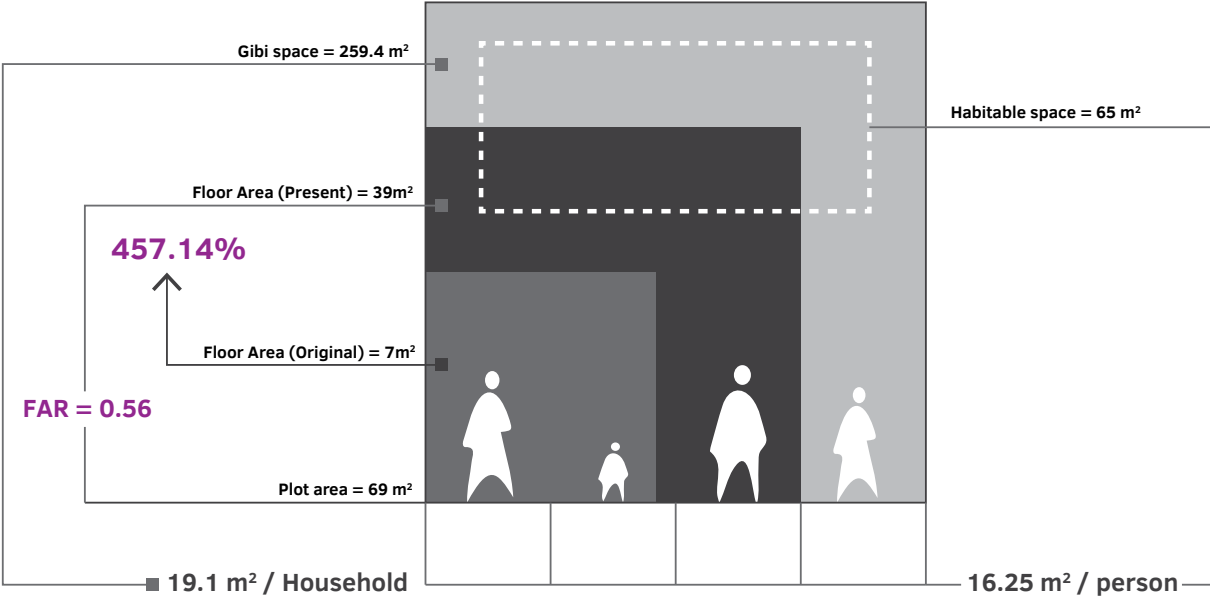 Gibi space = 259.4 m²
Habitable space = 65 m²
Floor Area (Present) = 39m²
457.14%
Floor Area (Original) = 7m²
FAR = 0.56
Plot area = 69 m²
19.1 m² / Household
16.25 m² / person